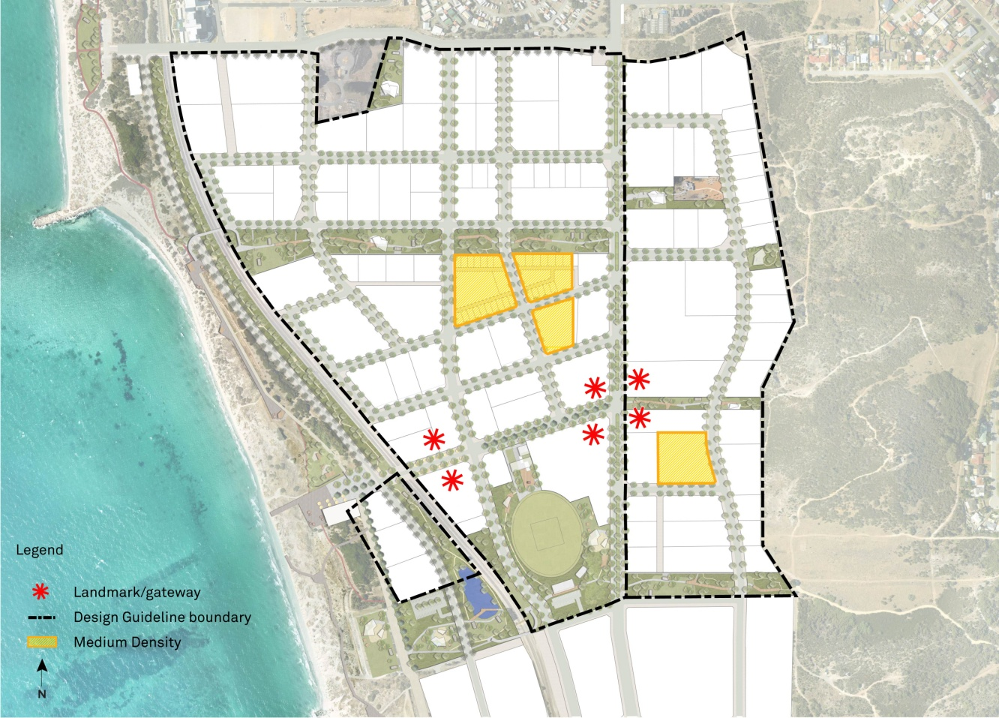 Legend
Landmark/gateway
Design Guideline boundary
Medium Density
N